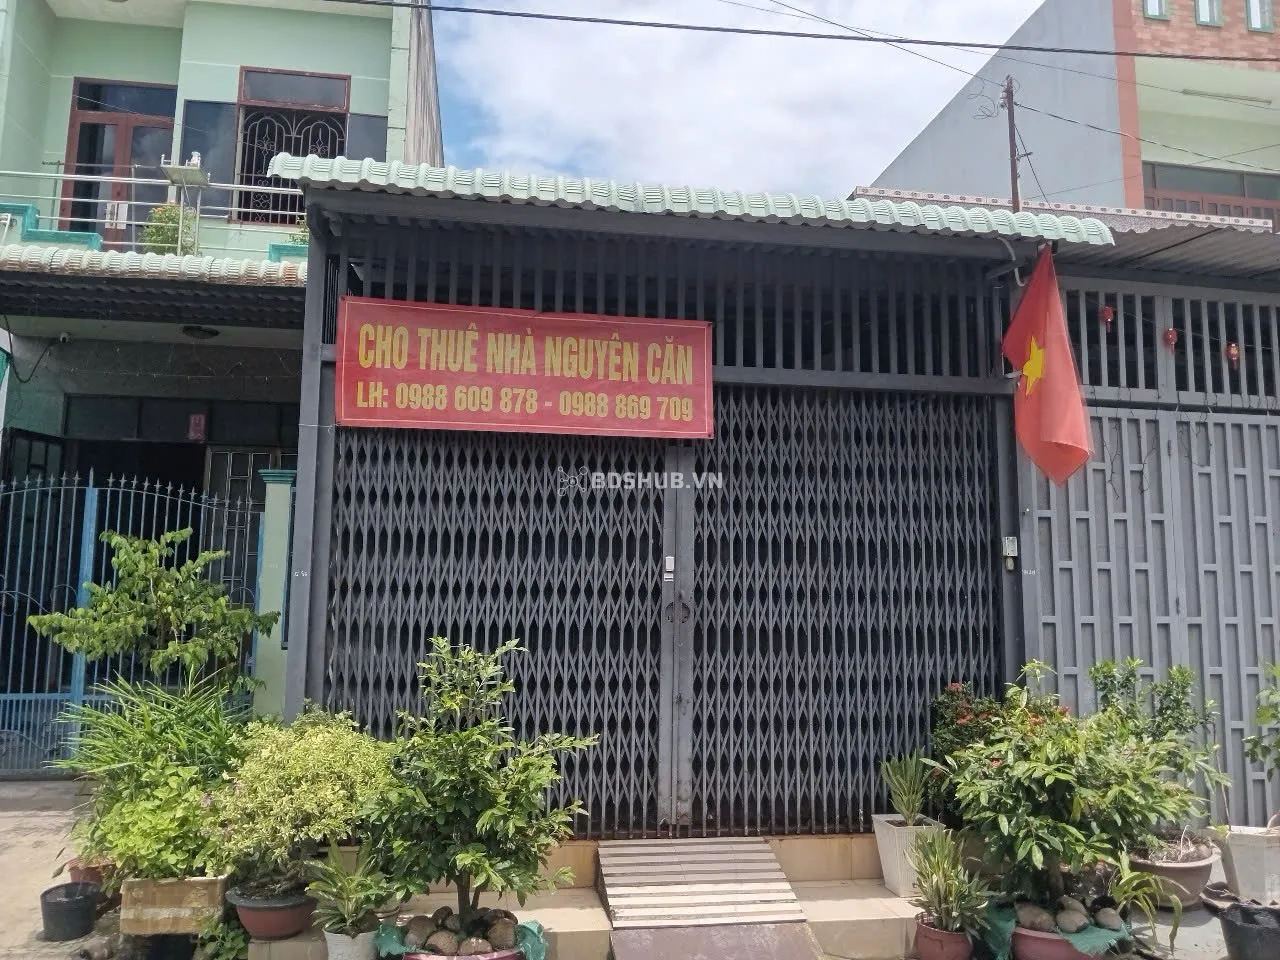 CHO THUÊ NHÀ NGUYÊN CĂN
LH: 0988 609 878 - 0988 869 709
BDSHUB.VN